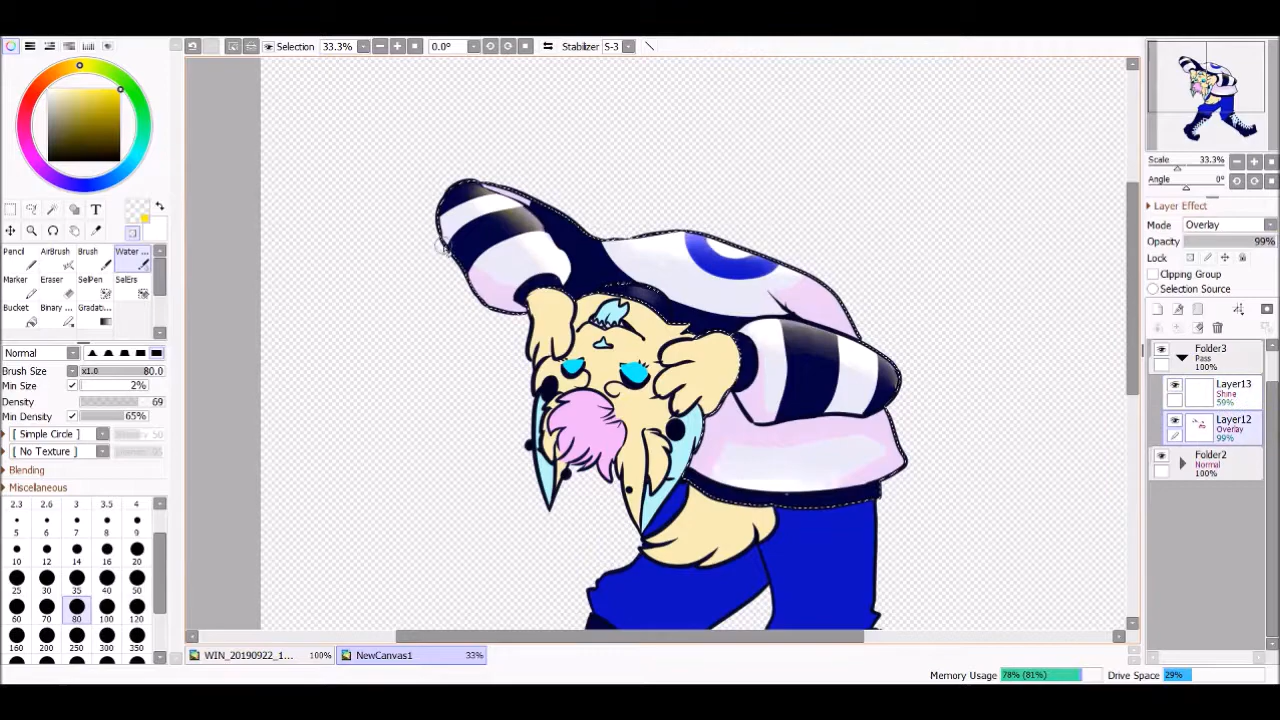 Selection 33.3% 0.0° Stabilizer S-3
T
Pencil AirBrush Brush Water ...
Marker Eraser SelPen SelErs
Bucket Binary ... Gradati...
Normal
Brush Size x1.0 80.0
Min Size 2%
Density 69
Min Density 65%
[ Simple Circle ] 50
[ No Texture ]
Blending
Miscellaneous
2.3 2.6 3 3.5 4
5 6 7 8 9
10 12 14 16 20
25 30 35 40 50
60 70 80 100 120
160 200 250 300 350
WIN_20190922_1... 100% NewCanvas1 33%
Memory Usage 78% (81%) Drive Space 29%
Scale 33.3%
Angle 0°
Layer Effect
Mode Overlay
Opacity 99%
Lock
Clipping Group
Selection Source
Folder3
Pass
100%
Layer13
Shine
59%
Layer12
Overlay
99%
Folder2
Normal
100%